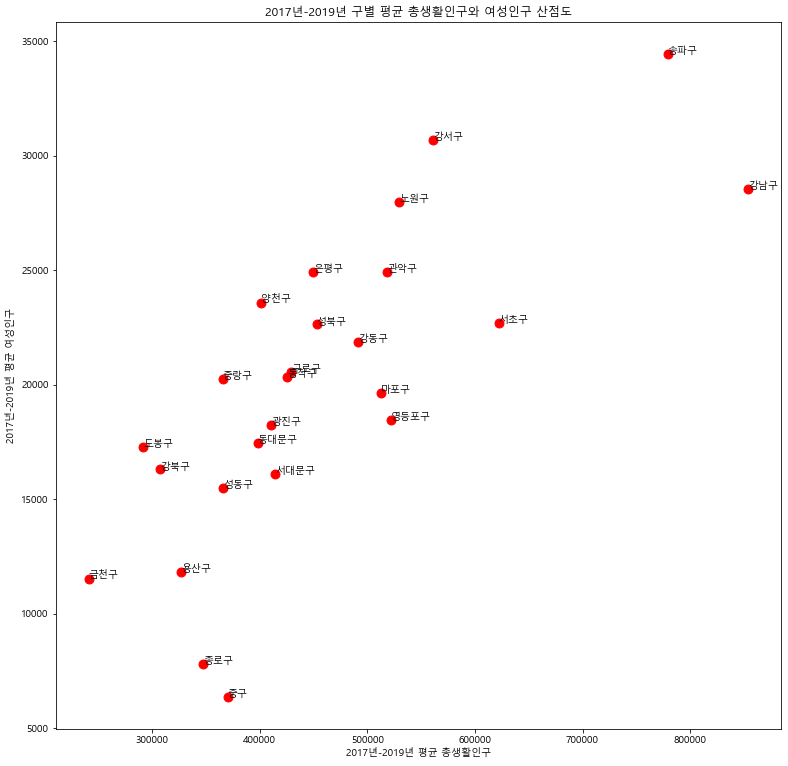 2017년-2019년 구별 평균 총생활인구와 여성인구 산점도
35000
송파구
강서구
30000
강남구
노원구
은평구
관악구
25000
양천구
성북구
서초구
강동구
구로구
동작구
중랑구
20000
마포구
영등포구
광진구
동대문구
도봉구
강북구
서대문구
성동구
15000
용산구
금천구
10000
종로구
중구
5000
300000
400000
500000
600000
700000
800000
2017년-2019년 평균 총생활인구
2017년-2019년 평균 여성인구